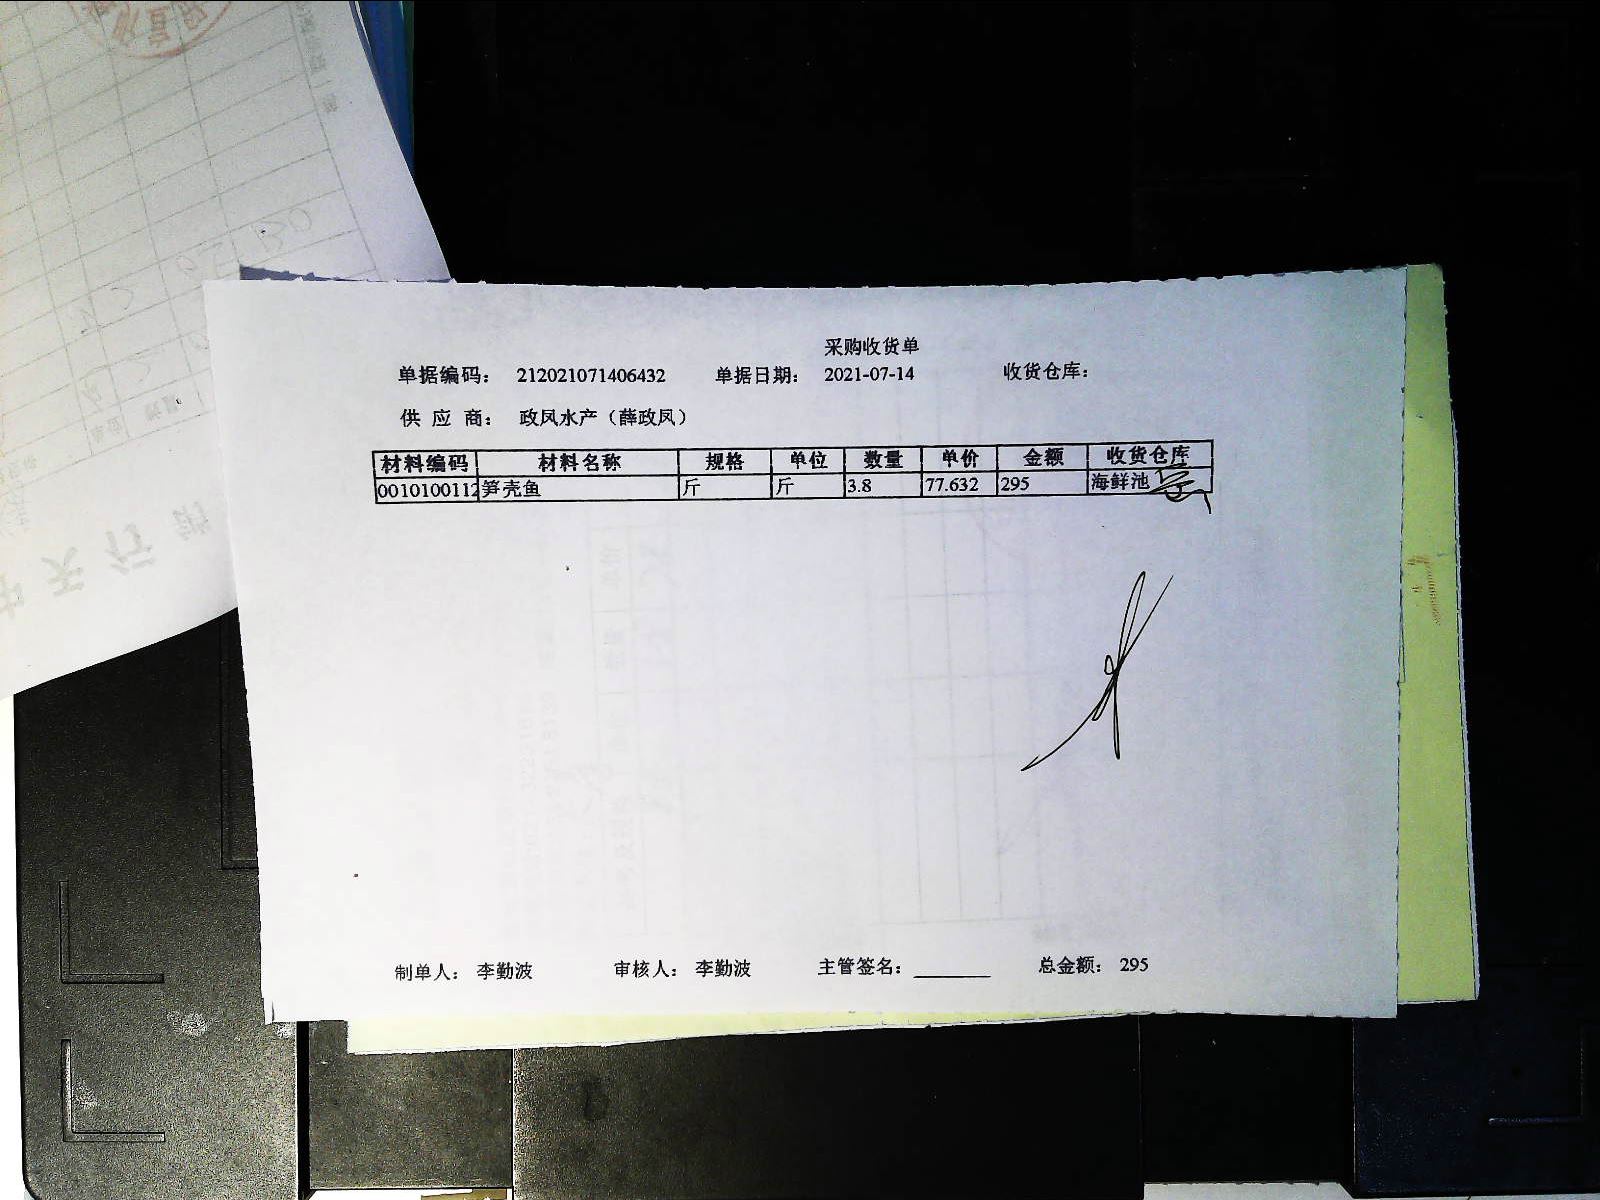 采购收货单
单据编码： 212021071406432 单据日期： 2021-07-14 收货仓库：
供 应 商： 政凤水产（薛政凤）
材料编码 材料名称 规格 单位 数量 单价 金额 收货仓库
0010100112 笋壳鱼 斤 斤 3.8 77.632 295 海鲜池
制单人： 李勤波 审核人： 李勤波 主管签名： 总金额： 295